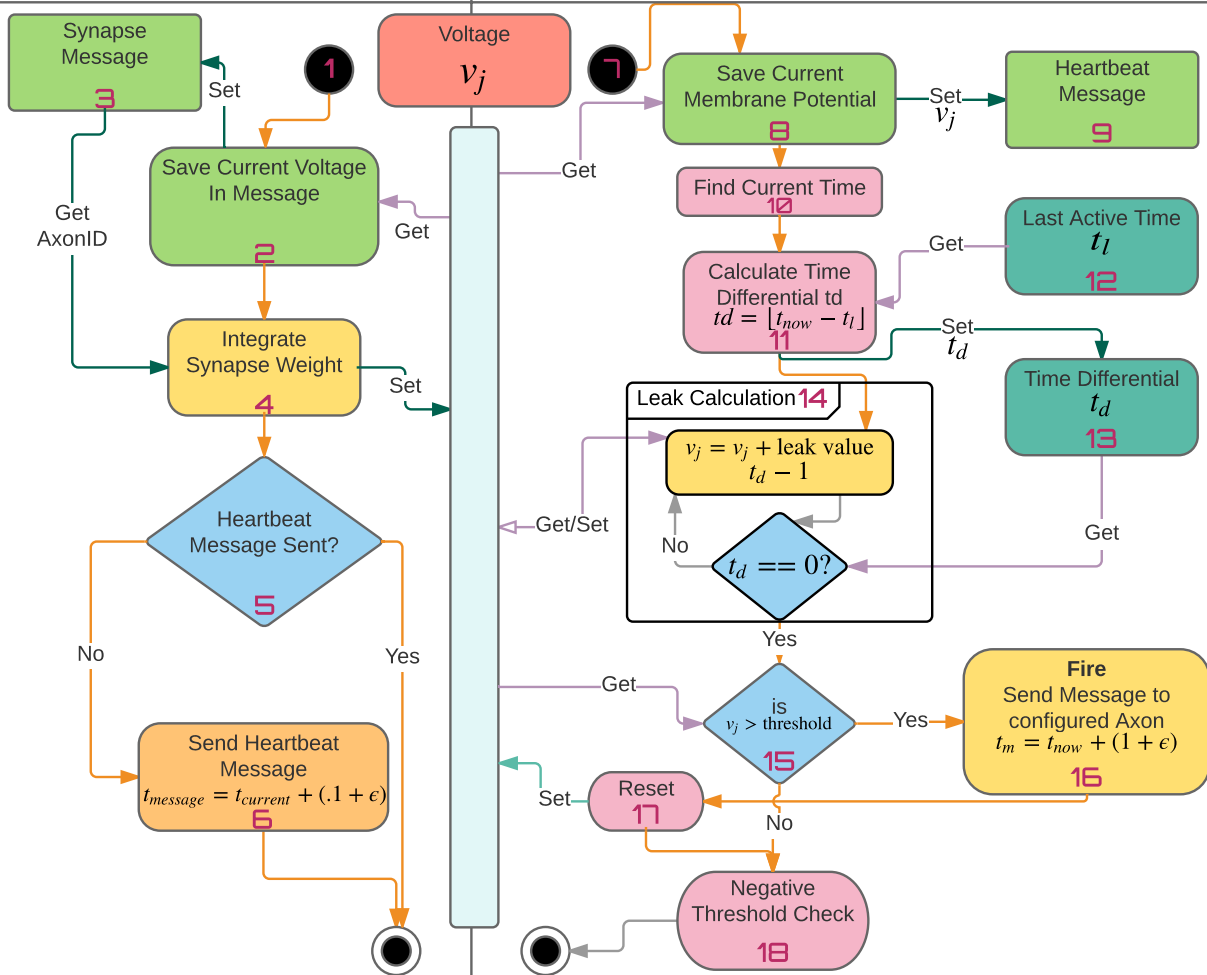 Synapse
Message
3
Set
1
Voltage
v_j
7
Save Current
Membrane Potential
8
Set
v_j
Heartbeat
Message
9
Save Current Voltage
In Message
2
Get
AxonID
Get
Get
Find Current Time
10
Last Active Time
t_l
12
Get
Calculate Time
Differential td
td = ⌊t_now − t_l⌋
11
Set
t_d
Time Differential
t_d
13
Integrate
Synapse Weight
4
Set
Leak Calculation 14
v_j = v_j + leak value
t_d − 1
Get/Set
No
t_d == 0?
Get
Heartbeat
Message Sent?
5
No
Yes
Yes
Get
is
v_j > threshold
15
Yes
Fire
Send Message to
configured Axon
t_m = t_now + (1 + ϵ)
16
Send Heartbeat
Message
t_message = t_current + (.1 + ϵ)
6
Set
Reset
17
No
Negative
Threshold Check
18